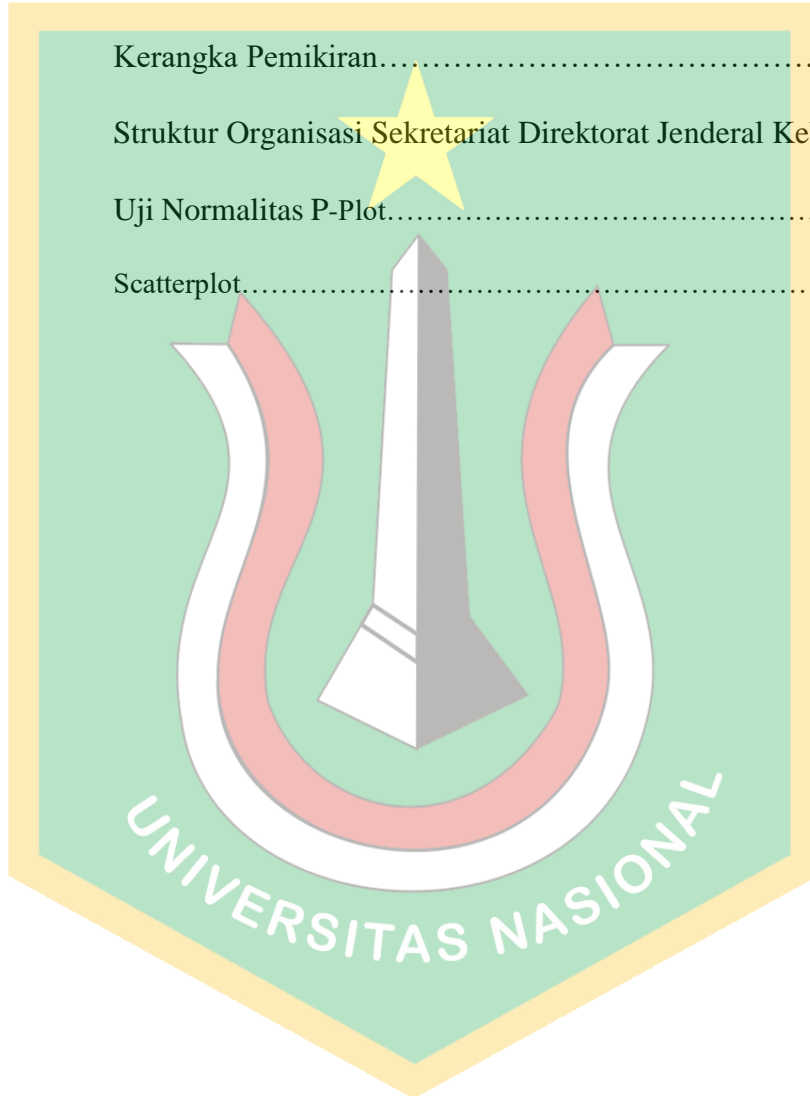 Kerangka Pemikiran……………………………………………
Struktur Organisasi Sekretariat Direktorat Jenderal
Uji Normalitas P-Plot……………………………………………
Scatterplot……………………………………………………………
UNIVERSITAS NASIONAL